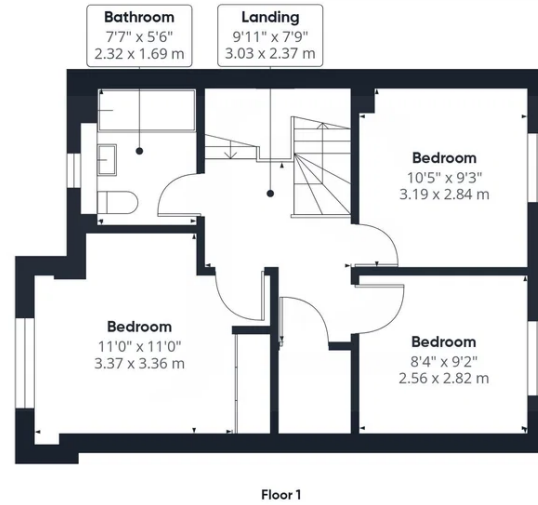 Bathroom
7'7" x 5'6"
2.32 x 1.69 m
Landing
9'11" x 7'9"
3.03 x 2.37 m
Bedroom
10'5" x 9'3"
3.19 x 2.84 m
Bedroom
11'0" x 11'0"
3.37 x 3.36 m
Bedroom
8'4" x 9'2"
2.56 x 2.82 m
Floor 1